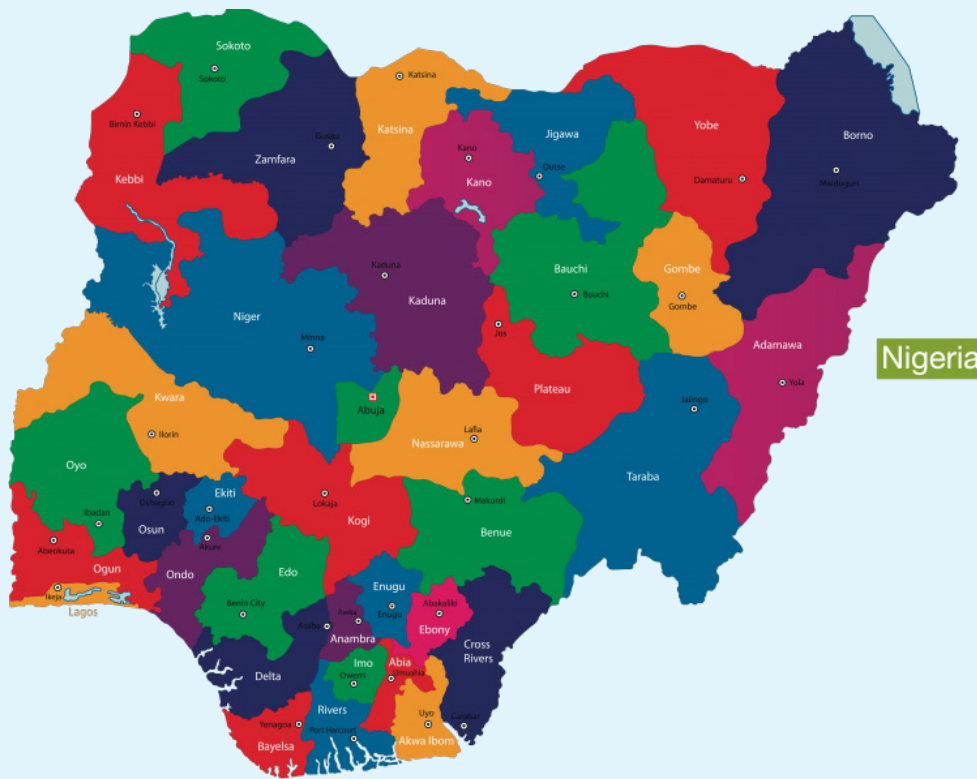 Sokoto
Sokoto
Katsina
Birnin Kebbi
Katsina
Jigawa
Yobe
Borno
Gusau
Kano
Zamfara
Kano
Dutse
Damaturu
Maiduguri
Kebbi
Kaduna
Bauchi
Gombe
Kaduna
Bauchi
Gombe
Niger
Jos
Minna
Adamawa
Nigeria
Yola
Plateau
Kwara
Abuja
Jalingo
Ilorin
Lafia
Nassarawa
Oyo
Taraba
Ekiti
Oshogbo
Lokaja
Makurdi
Ibadan
Ado-Ekiti
Kogi
Osun
Benue
Abeokuta
Akure
Ogun
Ondo
Edo
Enugu
Ikeja
Lagos
Benin City
Enugu
Abakaliki
Asaba
Awka
Anambra
Ebony
Cross
Rivers
Imo
Abia
Delta
Owerri
Umuahia
Rivers
Yenagoa
Uyo
Calabar
Port Hercourt
Bayelsa
Akwa Ibom